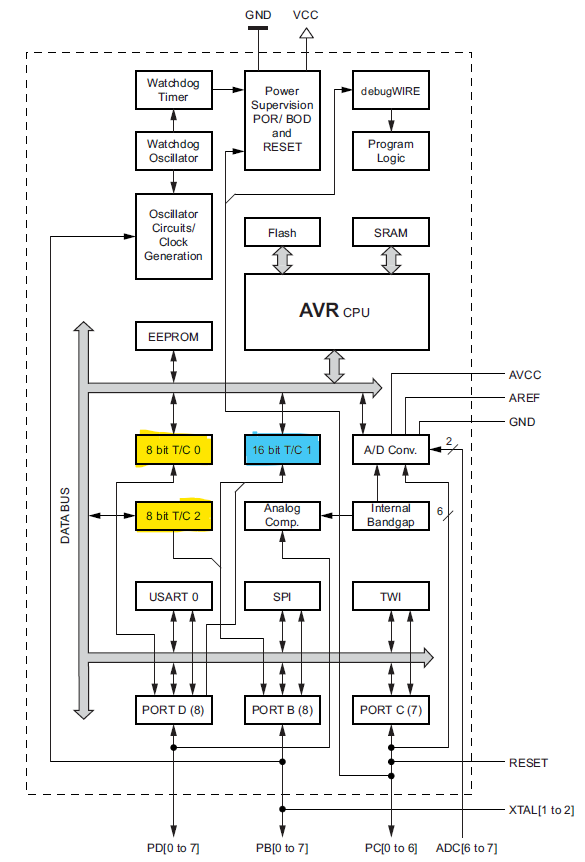 GND
VCC
Watchdog
Timer
Power
Supervision
POR/ BOD
and
RESET
debugWIRE
Watchdog
Oscillator
Program
Logic
Oscillator
Circuits/
Clock
Generation
Flash
SRAM
AVR CPU
EEPROM
AVCC
AREF
GND
8 bit T/C 0
16 bit T/C 1
A/D Conv.
2
DATA BUS
8 bit T/C 2
Analog
Comp.
Internal
Bandgap
6
USART 0
SPI
TWI
PORT D (8)
PORT B (8)
PORT C (7)
RESET
XTAL[1 to 2]
PD[0 to 7]
PB[0 to 7]
PC[0 to 6]
ADC[6 to 7]